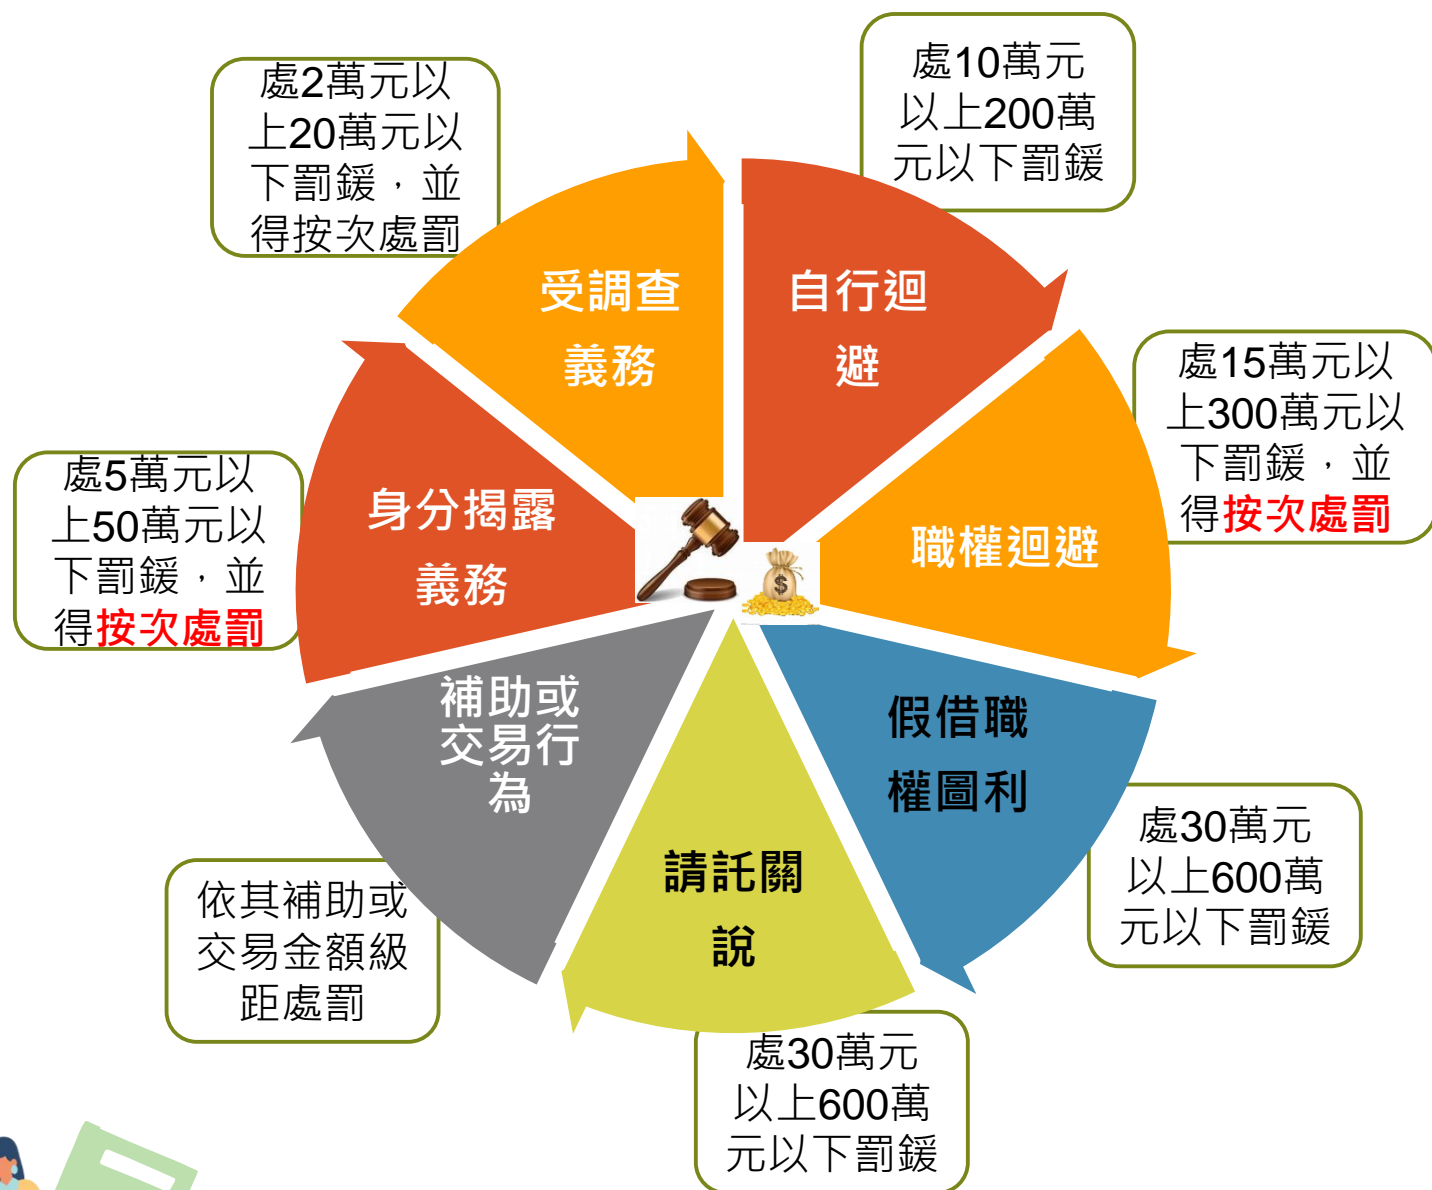 處10萬元
以上200萬
元以下罰鍰
處2萬元以
上20萬元以
下罰鍰，並
得按次處罰
自行迴
避
受調查
義務
處15萬元以
上300萬元以
下罰鍰，並
得按次處罰
職權迴避
處5萬元以
上50萬元以
下罰鍰，並
得按次處罰
身分揭露
義務
$
假借職
權圖利
處30萬元
以上600萬
元以下罰鍰
補助或
交易行
為
依其補助或
交易金額級
距處罰
請託關
說
處30萬元
以上600萬
元以下罰鍰